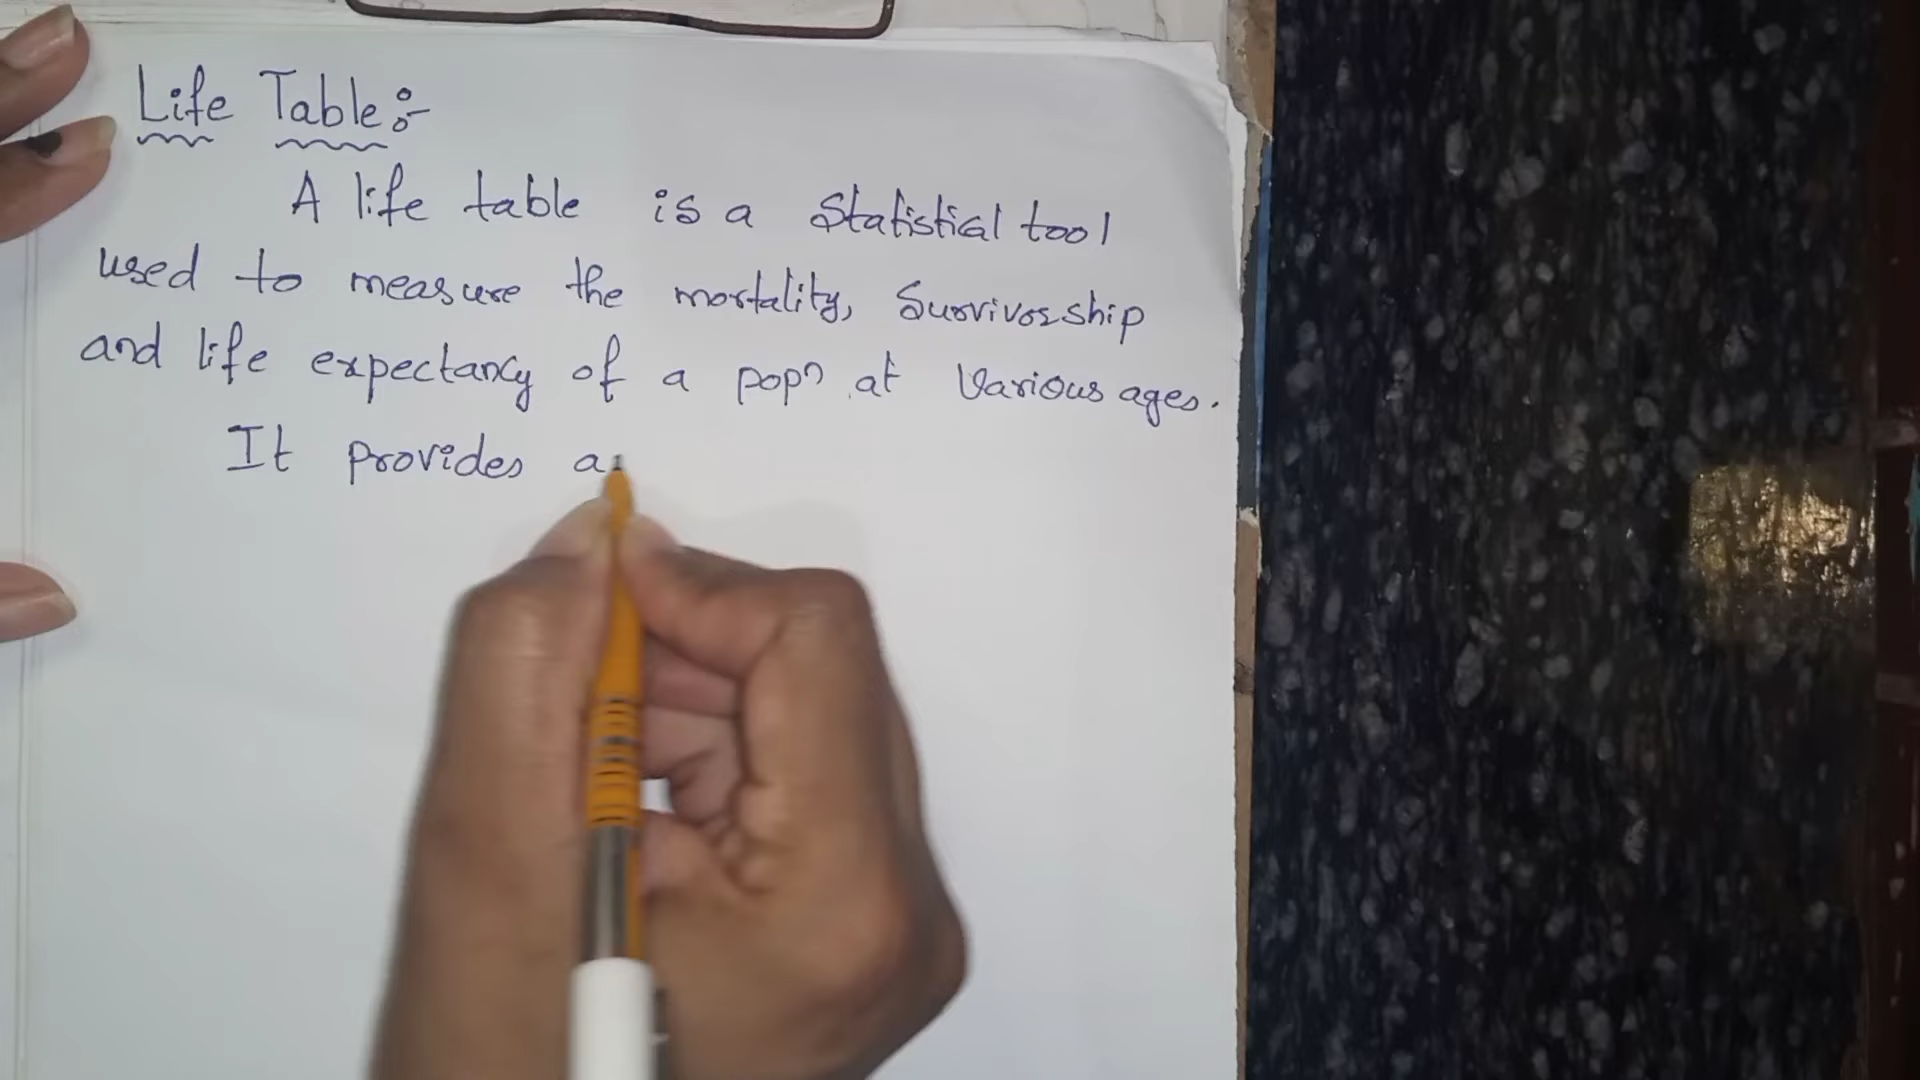 Life Table:-
A life table is a Statistical tool
used to measure the mortality, Survivorship
and life expectancy of a popn at Various ages.
It provides a